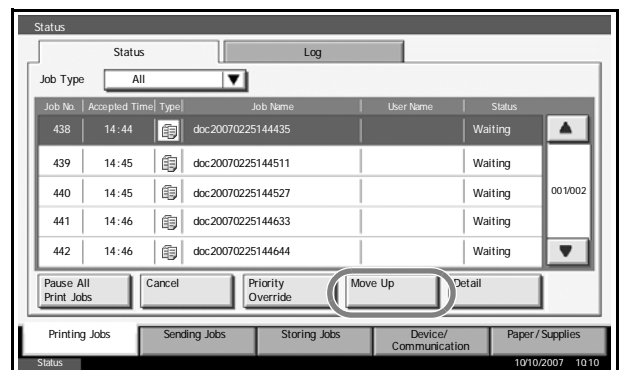 Status
Status Log
Job Type All
Job No. Accepted Time Type Job Name User Name Status
438 14:44 doc20070225144435 Waiting
439 14:45 doc20070225144511 Waiting
440 14:45 doc20070225144527 Waiting
001/002
441 14:46 doc20070225144633 Waiting
442 14:46 doc20070225144644 Waiting
Pause All Print Jobs
Cancel
Priority Override
Move Up
Detail
Printing Jobs
Sending Jobs
Storing Jobs
Device/ Communication
Paper/Supplies
Status 10/10/2007 10:10